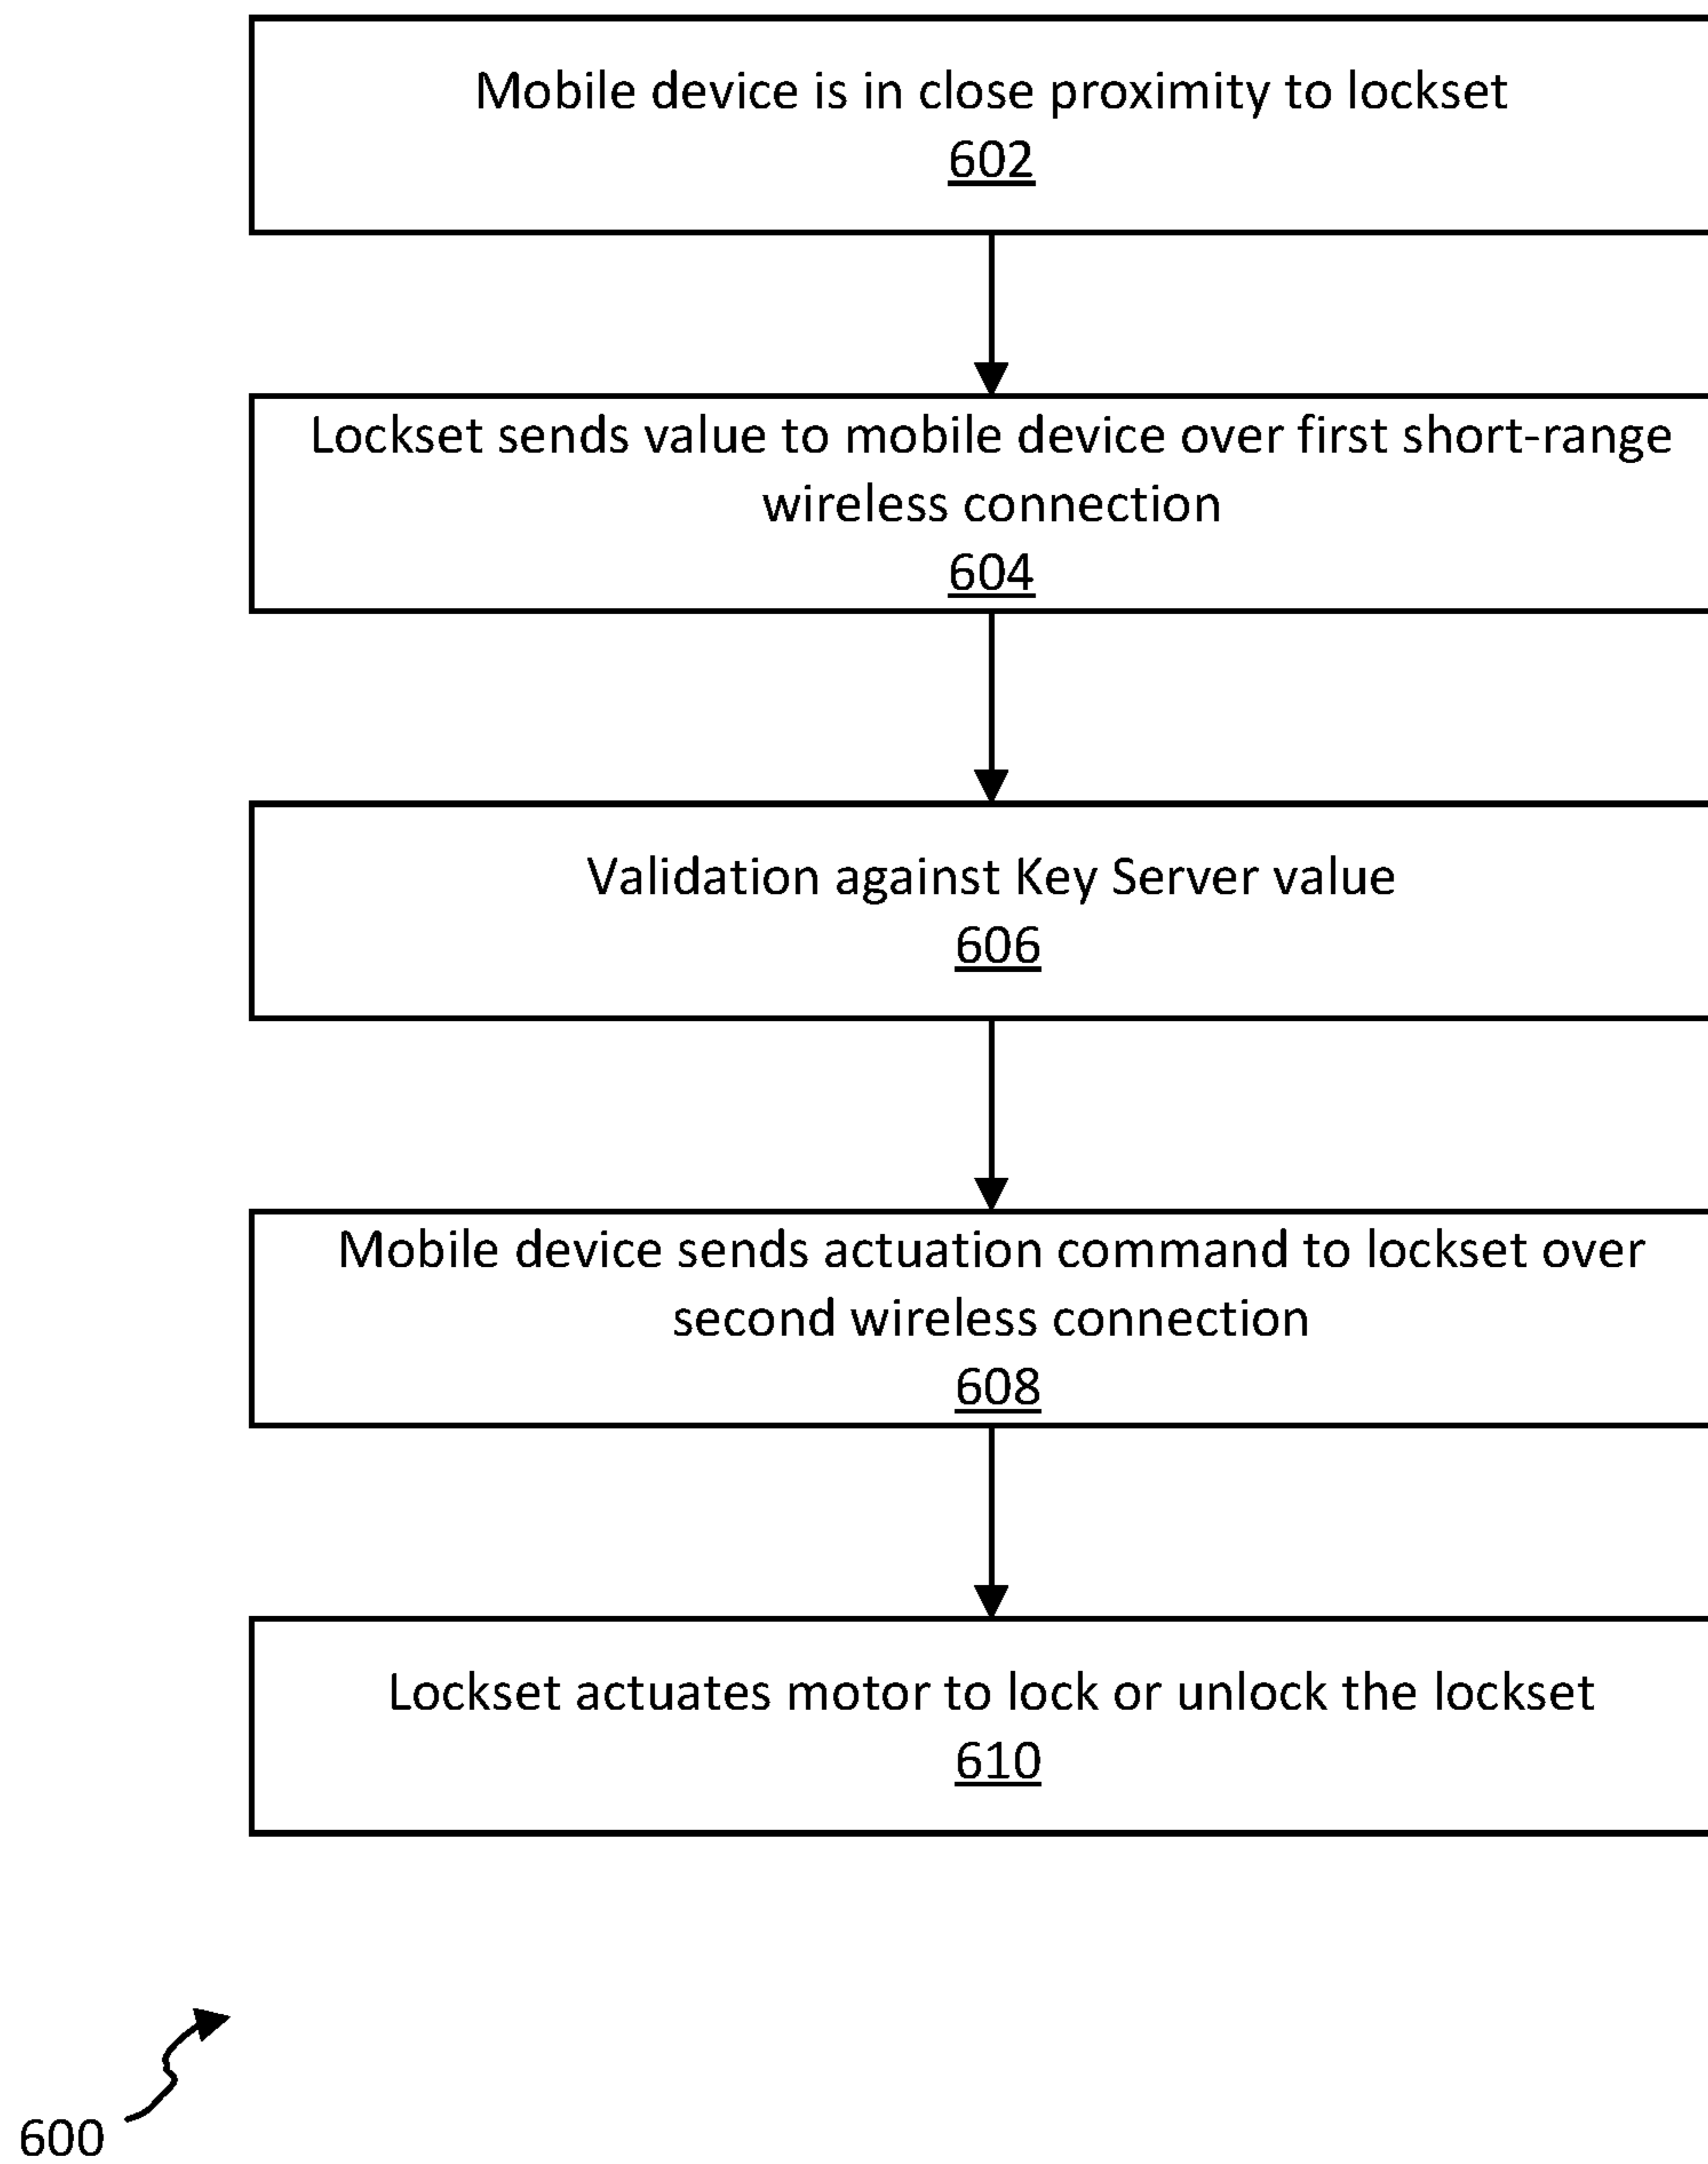 Mobile device is in close proximity to lockset
602
Lockset sends value to mobile device over first short-range
wireless connection
604
Validation against Key Server value
606
Mobile device sends actuation command to lockset over
second wireless connection
608
Lockset actuates motor to lock or unlock the lockset
610
600